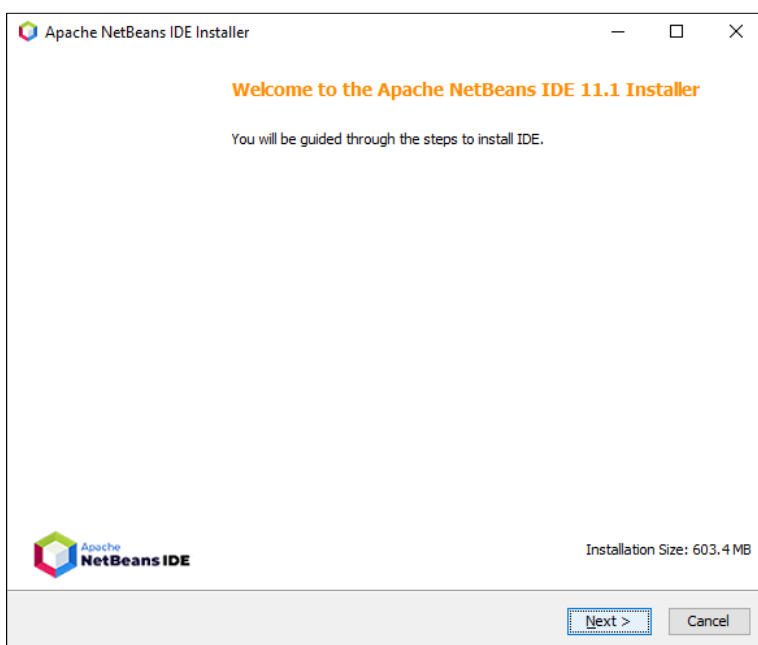 Apache NetBeans IDE Installer
Welcome to the Apache NetBeans IDE 11.1 Installer
You will be guided through the steps to install IDE.
Apache
NetBeans IDE
Installation Size: 603.4 MB
Next >
Cancel